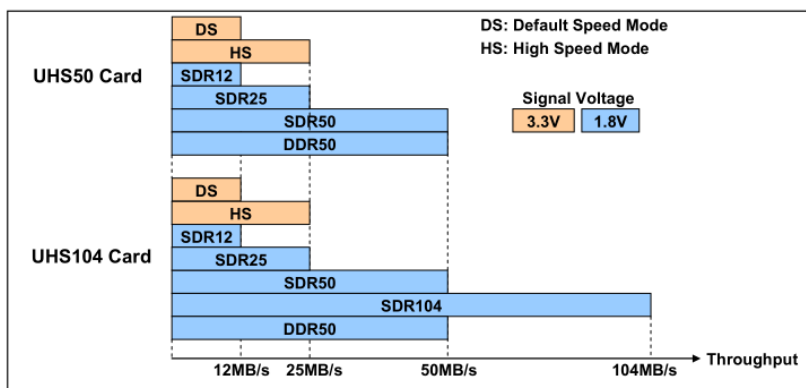 DS
DS: Default Speed Mode
HS
HS: High Speed Mode
UHS50 Card
SDR12
SDR25
Signal Voltage
SDR50
3.3V
1.8V
DDR50
DS
HS
SDR12
UHS104 Card
SDR25
SDR50
SDR104
DDR50
Throughput
12MB/s
25MB/s
50MB/s
104MB/s